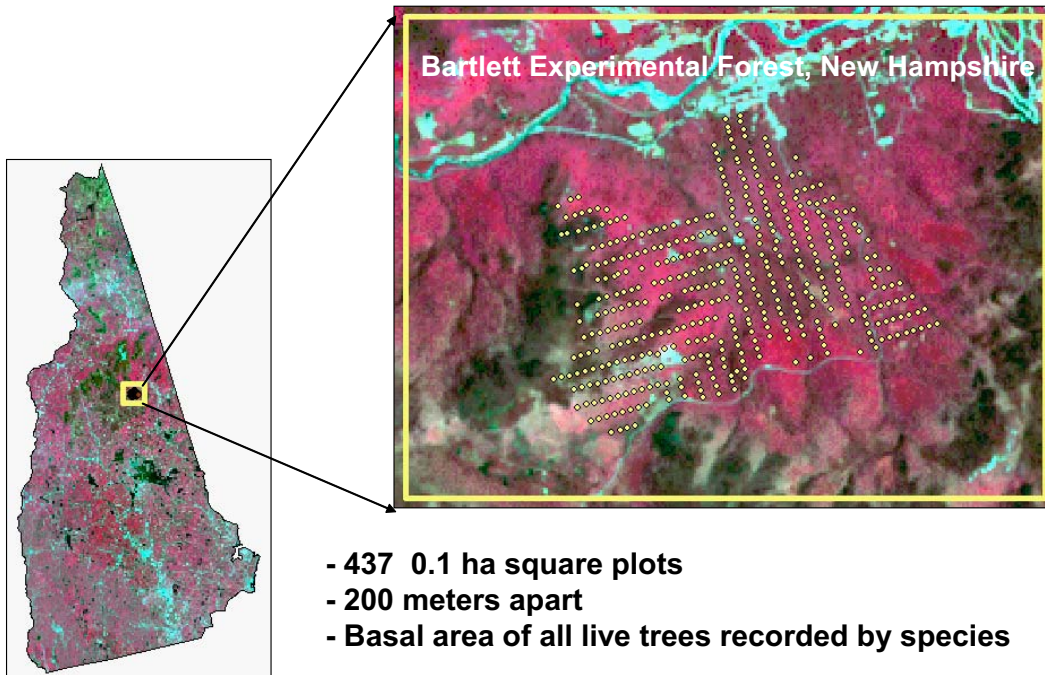 Bartlett Experimental Forest, New Hampshire
- 437 0.1 ha square plots
- 200 meters apart
- Basal area of all live trees recorded by species